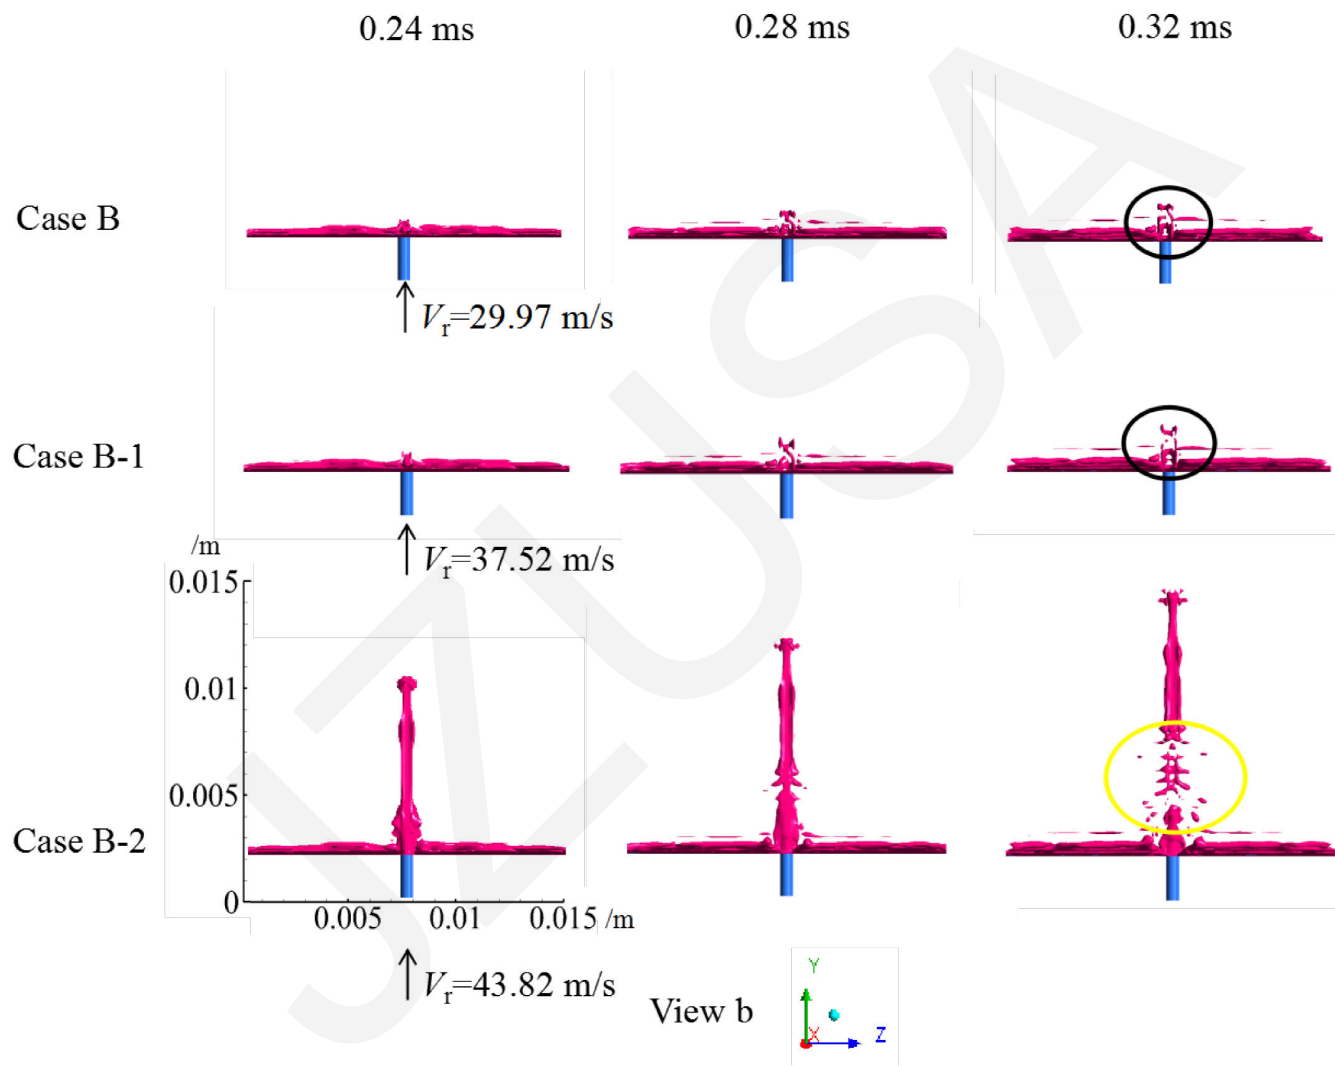 0.24 ms 0.28 ms 0.32 ms
Case B
Vr=29.97 m/s
Case B-1
Vr=37.52 m/s
/m
0.015
0.01
0.005
Case B-2
0
0.005 0.01 0.015 /m
Vr=43.82 m/s
View b
Y
X
Z
JZUSA